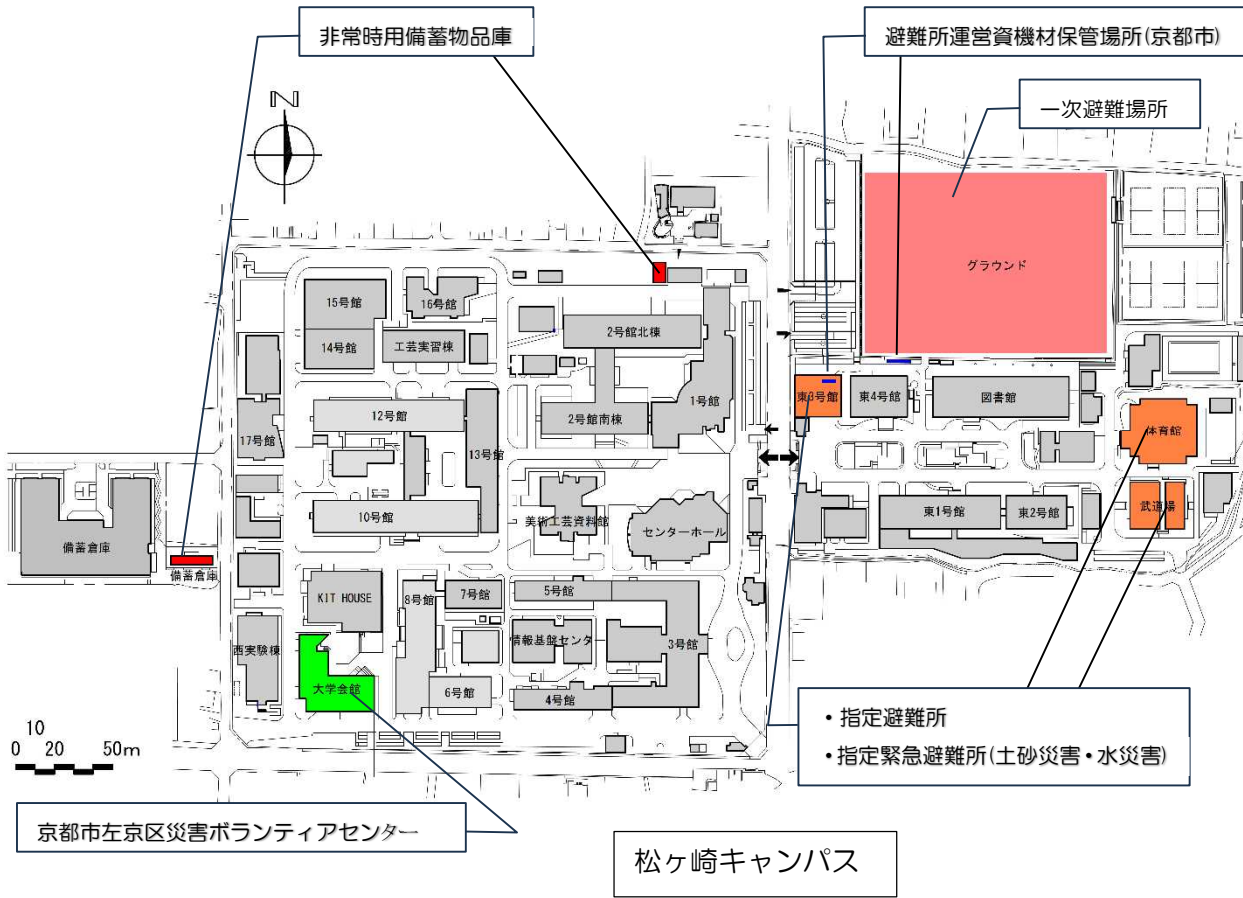 非常時用備蓄物品庫
避難所運営資機材保管場所(京都市)
一次避難場所
N
グラウンド
15号館
16号館
14号館
工芸実習棟
2号館北棟
1号館
東3号館
東4号館
図書館
12号館
2号館南棟
17号館
13号館
体育館
10号館
美術工芸資料館
センターホール
東1号館
東2号館
武道場
備蓄倉庫
備蓄倉庫
KIT HOUSE
8号館
7号館
5号館
情報基盤センタ
3号館
西実験棟
大学会館
6号館
4号館
・指定避難所
・指定緊急避難所(土砂災害・水災害)
10
0 20 50m
京都市左京区災害ボランティアセンター
松ヶ崎キャンパス